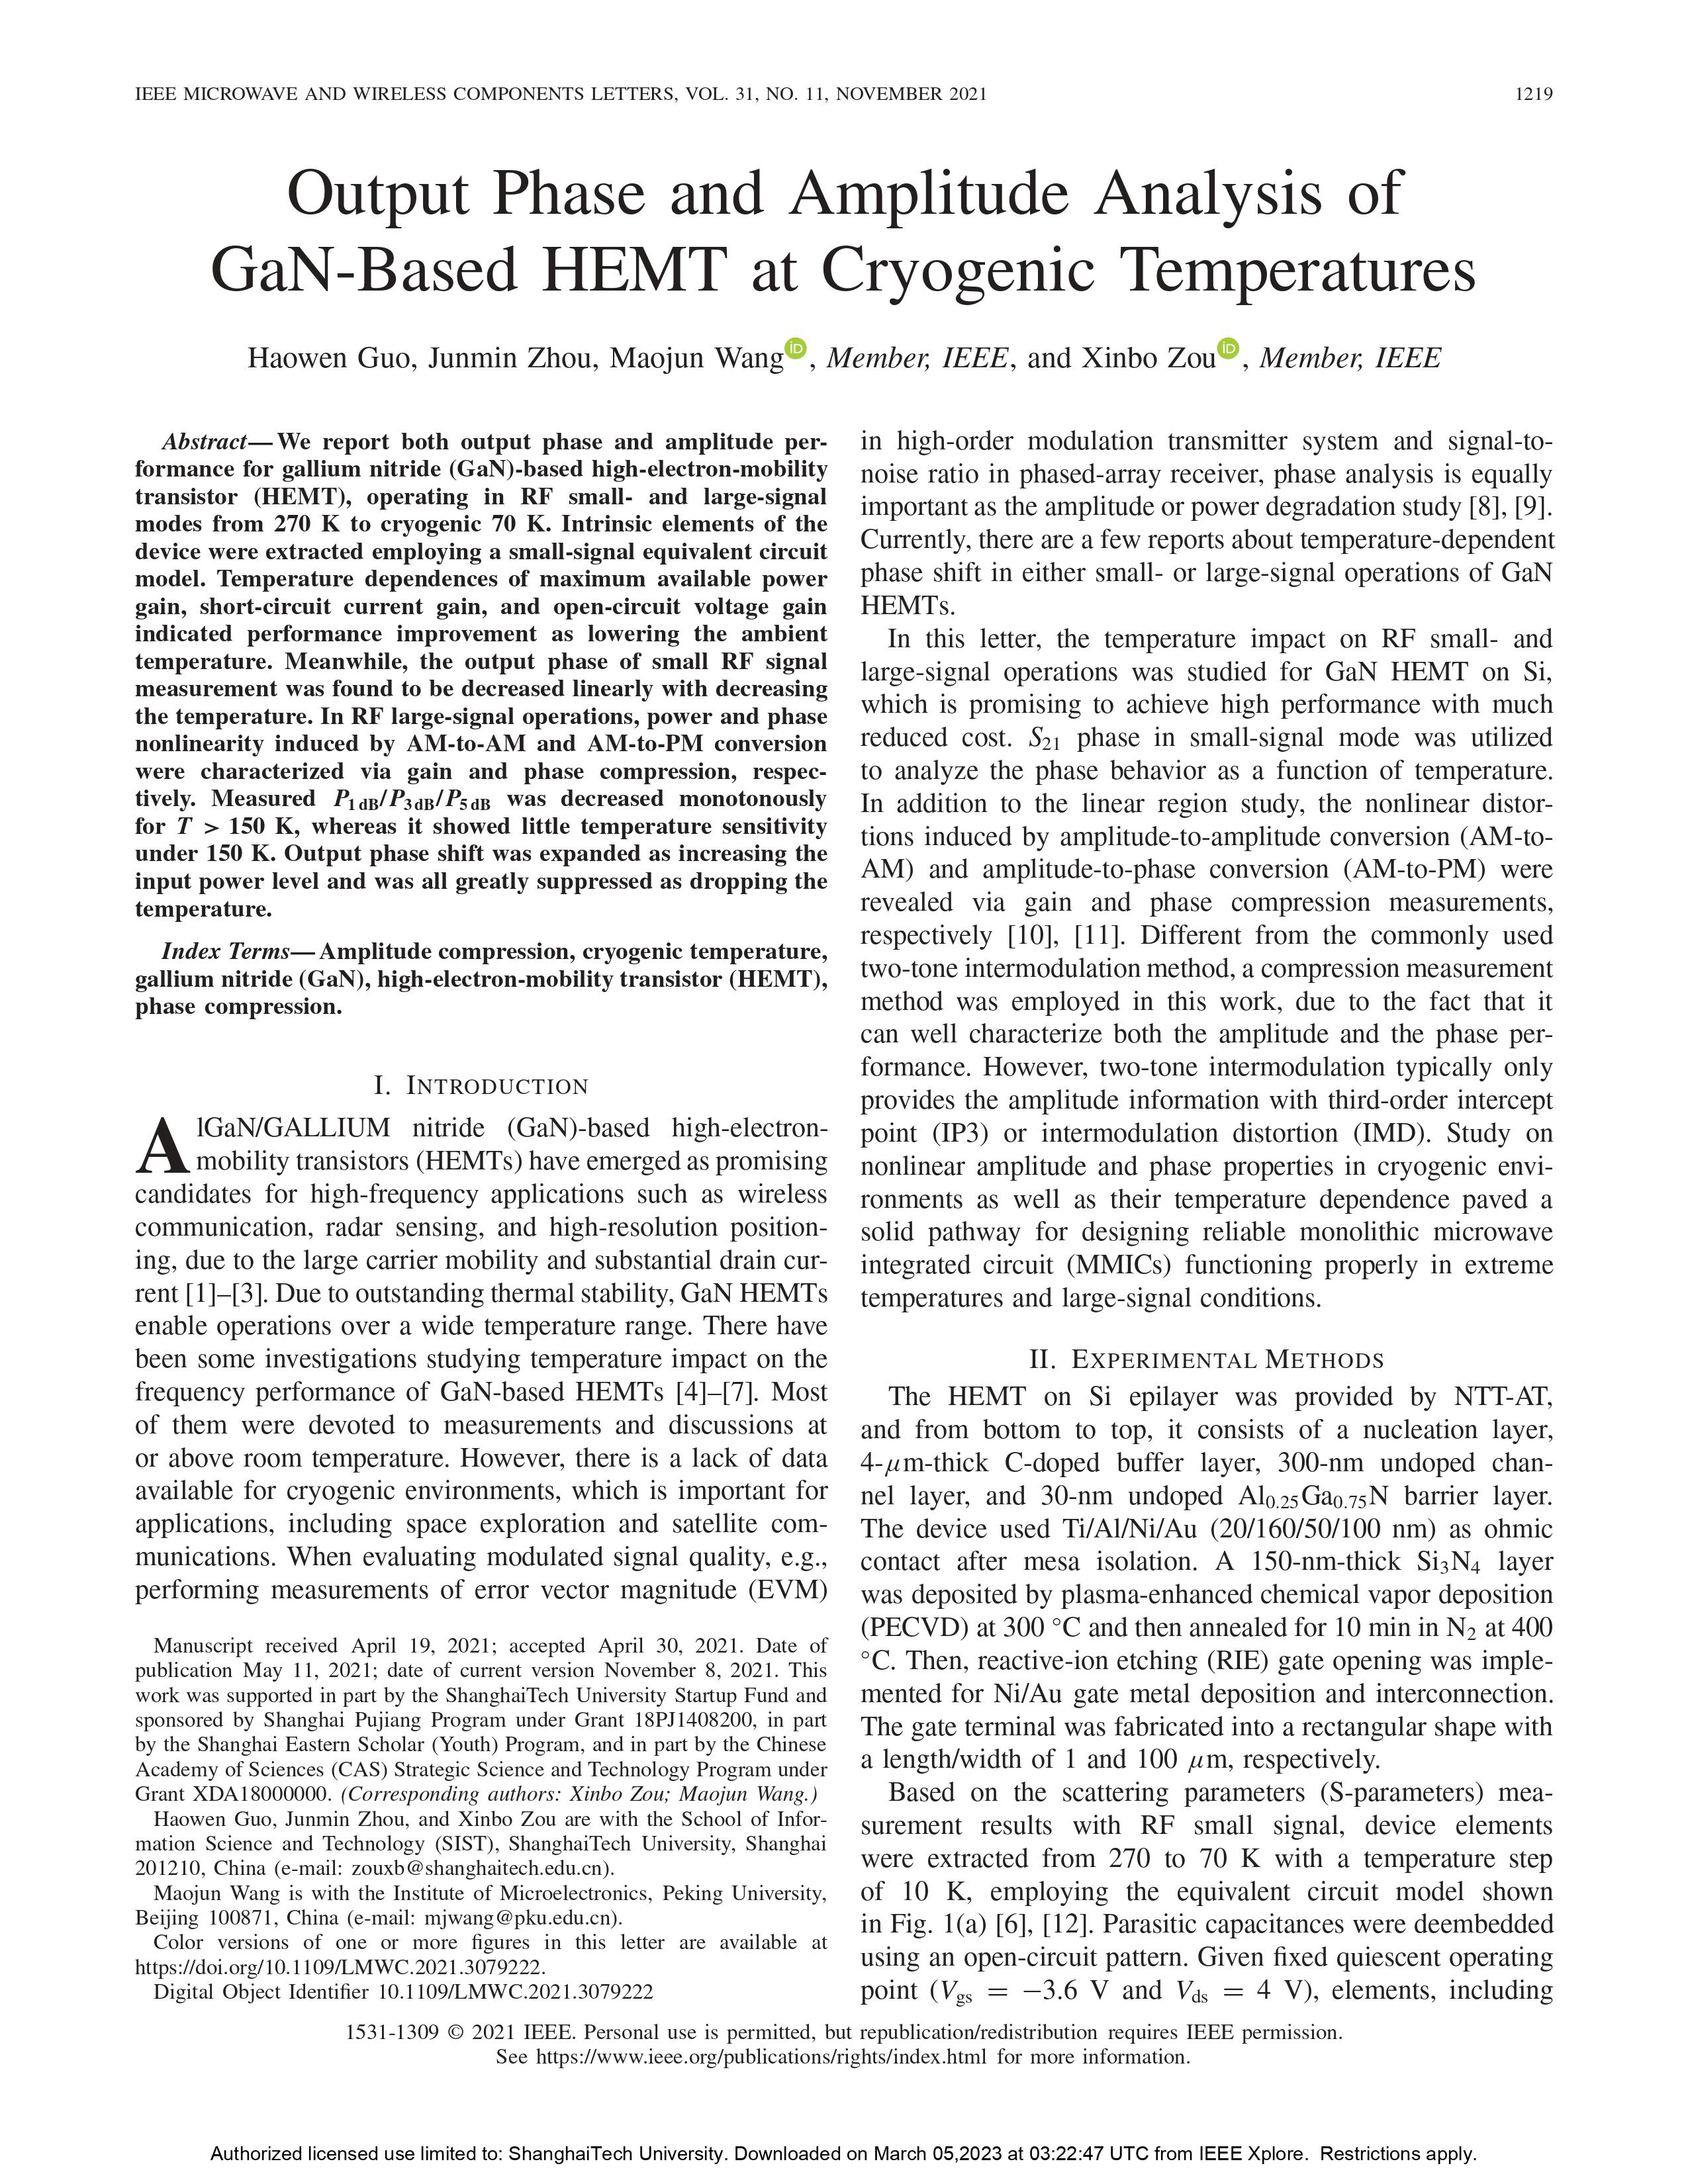 IEEE MICROWAVE AND WIRELESS COMPONENTS LETTERS, VOL. 31, NO. 11, NOVEMBER 2021 1219
Output Phase and Amplitude Analysis of
GaN-Based HEMT at Cryogenic Temperatures
Haowen Guo, Junmin Zhou, Maojun Wang, Member, IEEE, and Xinbo Zou, Member, IEEE
Abstract—We report both output phase and amplitude per-
formance for gallium nitride (GaN)-based high-electron-mobility
transistor (HEMT), operating in RF small- and large-signal
modes from 270 K to cryogenic 70 K. Intrinsic elements of the
device were extracted employing a small-signal equivalent circuit
model. Temperature dependences of maximum available power
gain, short-circuit current gain, and open-circuit voltage gain
indicated performance improvement as lowering the ambient
temperature. Meanwhile, the output phase of small RF signal
measurement was found to be decreased linearly with decreasing
the temperature. In RF large-signal operations, power and phase
nonlinearity induced by AM-to-AM and AM-to-PM conversion
were characterized via gain and phase compression, respec-
tively. Measured P1 dB/P3 dB/P5 dB was decreased monotonously
for T > 150 K, whereas it showed little temperature sensitivity
under 150 K. Output phase shift was expanded as increasing the
input power level and was all greatly suppressed as dropping the
temperature.
Index Terms—Amplitude compression, cryogenic temperature,
gallium nitride (GaN), high-electron-mobility transistor (HEMT),
phase compression.
I. INTRODUCTION
AlGaN/GALLIUM nitride (GaN)-based high-electron-
mobility transistors (HEMTs) have emerged as promising
candidates for high-frequency applications such as wireless
communication, radar sensing, and high-resolution position-
ing, due to the large carrier mobility and substantial drain cur-
rent [1]–[3]. Due to outstanding thermal stability, GaN HEMTs
enable operations over a wide temperature range. There have
been some investigations studying temperature impact on the
frequency performance of GaN-based HEMTs [4]–[7]. Most
of them were devoted to measurements and discussions at
or above room temperature. However, there is a lack of data
available for cryogenic environments, which is important for
applications, including space exploration and satellite com-
munications. When evaluating modulated signal quality, e.g.,
performing measurements of error vector magnitude (EVM)
Manuscript received April 19, 2021; accepted April 30, 2021. Date of
publication May 11, 2021; date of current version November 8, 2021. This
work was supported in part by the ShanghaiTech University Startup Fund and
sponsored by Shanghai Pujiang Program under Grant 18PJ1408200, in part
by the Shanghai Eastern Scholar (Youth) Program, and in part by the Chinese
Academy of Sciences (CAS) Strategic Science and Technology Program under
Grant XDA18000000. (Corresponding authors: Xinbo Zou; Maojun Wang.)
Haowen Guo, Junmin Zhou, and Xinbo Zou are with the School of Infor-
mation Science and Technology (SIST), ShanghaiTech University, Shanghai
201210, China (e-mail: zouxb@shanghaitech.edu.cn).
Maojun Wang is with the Institute of Microelectronics, Peking University,
Beijing 100871, China (e-mail: mjwang@pku.edu.cn).
Color versions of one or more figures in this letter are available at
https://doi.org/10.1109/LMWC.2021.3079222.
Digital Object Identifier 10.1109/LMWC.2021.3079222
in high-order modulation transmitter system and signal-to-
noise ratio in phased-array receiver, phase analysis is equally
important as the amplitude or power degradation study [8], [9].
Currently, there are a few reports about temperature-dependent
phase shift in either small- or large-signal operations of GaN
HEMTs.
In this letter, the temperature impact on RF small- and
large-signal operations was studied for GaN HEMT on Si,
which is promising to achieve high performance with much
reduced cost. S21 phase in small-signal mode was utilized
to analyze the phase behavior as a function of temperature.
In addition to the linear region study, the nonlinear distor-
tions induced by amplitude-to-amplitude conversion (AM-to-
AM) and amplitude-to-phase conversion (AM-to-PM) were
revealed via gain and phase compression measurements,
respectively [10], [11]. Different from the commonly used
two-tone intermodulation method, a compression measurement
method was employed in this work, due to the fact that it
can well characterize both the amplitude and the phase per-
formance. However, two-tone intermodulation typically only
provides the amplitude information with third-order intercept
point (IP3) or intermodulation distortion (IMD). Study on
nonlinear amplitude and phase properties in cryogenic envi-
ronments as well as their temperature dependence paved a
solid pathway for designing reliable monolithic microwave
integrated circuit (MMICs) functioning properly in extreme
temperatures and large-signal conditions.
II. EXPERIMENTAL METHODS
The HEMT on Si epilayer was provided by NTT-AT,
and from bottom to top, it consists of a nucleation layer,
4-μm-thick C-doped buffer layer, 300-nm undoped chan-
nel layer, and 30-nm undoped Al0.25Ga0.75N barrier layer.
The device used Ti/Al/Ni/Au (20/160/50/100 nm) as ohmic
contact after mesa isolation. A 150-nm-thick Si3N4 layer
was deposited by plasma-enhanced chemical vapor deposition
(PECVD) at 300 °C and then annealed for 10 min in N2 at 400
°C. Then, reactive-ion etching (RIE) gate opening was imple-
mented for Ni/Au gate metal deposition and interconnection.
The gate terminal was fabricated into a rectangular shape with
a length/width of 1 and 100 μm, respectively.
Based on the scattering parameters (S-parameters) mea-
surement results with RF small signal, device elements
were extracted from 270 to 70 K with a temperature step
of 10 K, employing the equivalent circuit model shown
in Fig. 1(a) [6], [12]. Parasitic capacitances were deembedded
using an open-circuit pattern. Given fixed quiescent operating
point (Vgs = −3.6 V and Vds = 4 V), elements, including
1531-1309 © 2021 IEEE. Personal use is permitted, but republication/redistribution requires IEEE permission.
See https://www.ieee.org/publications/rights/index.html for more information.
Authorized licensed use limited to: ShanghaiTech University. Downloaded on March 05,2023 at 03:22:47 UTC from IEEE Xplore. Restrictions apply.